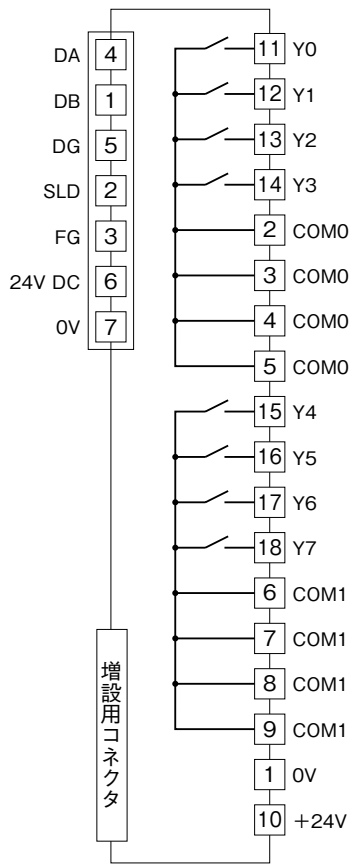 DA 4
DB 1
DG 5
SLD 2
FG 3
24V DC 6
0V 7
増設用コネクタ
11 Y0
12 Y1
13 Y2
14 Y3
2 COM0
3 COM0
4 COM0
5 COM0
15 Y4
16 Y5
17 Y6
18 Y7
6 COM1
7 COM1
8 COM1
9 COM1
1 0V
10 +24V